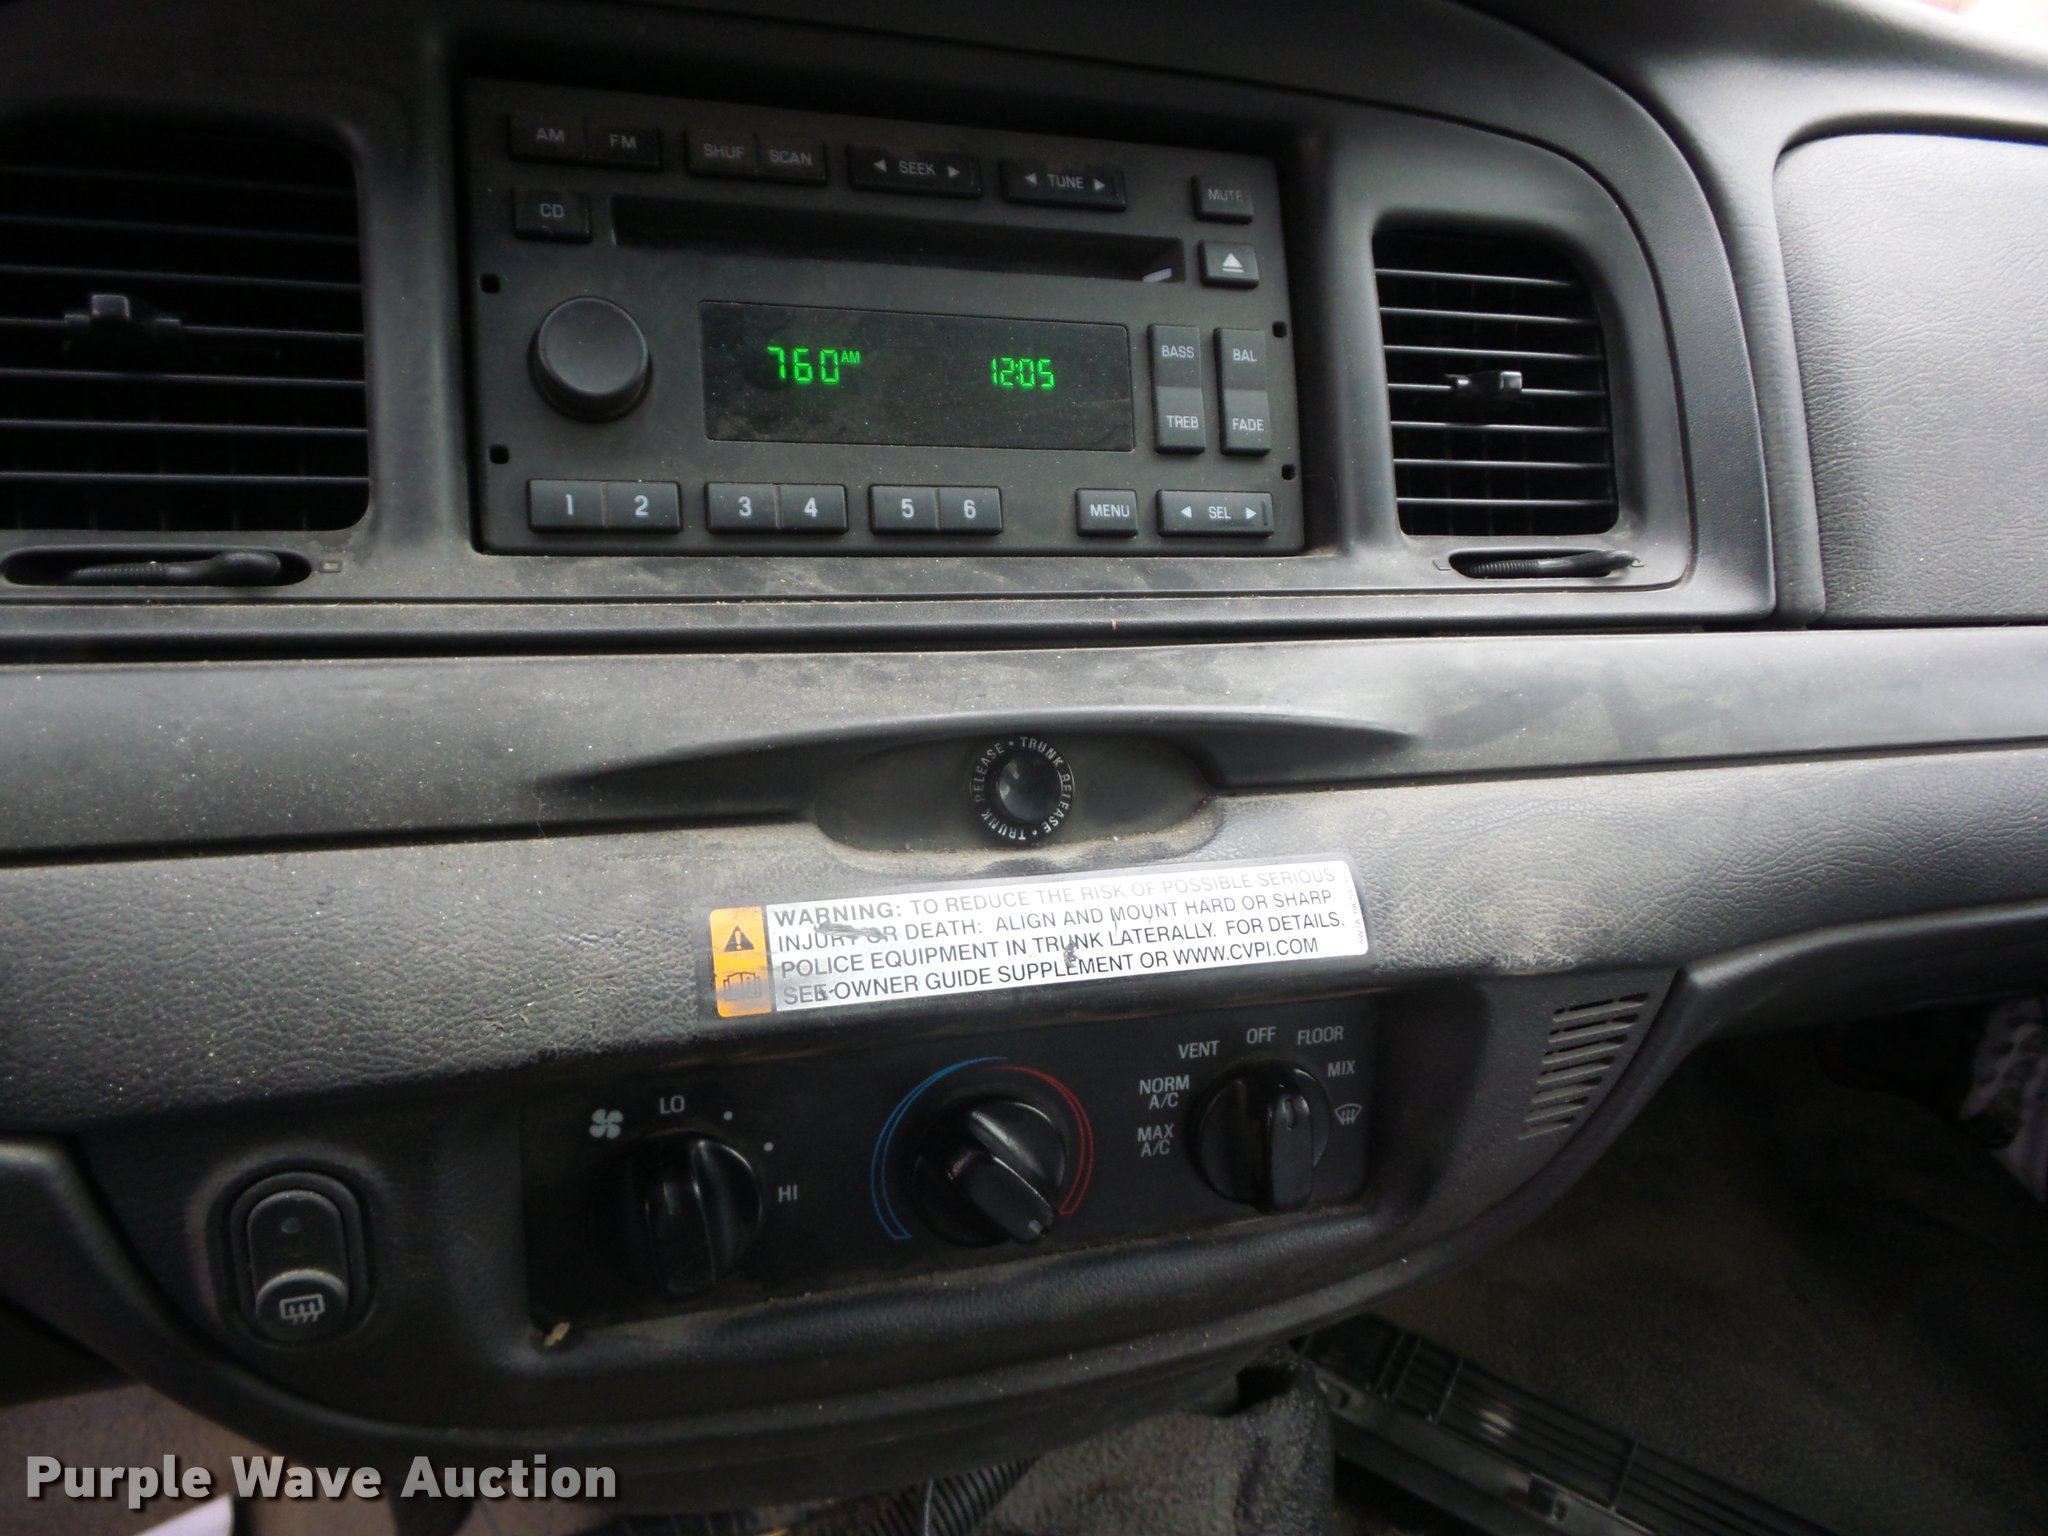 AM FM SHUF SCAN ◄ SEEK ► ◄ TUNE ► MUTE
CD
760 AM 12:05
BASS BAL
TREB FADE
1 2 3 4 5 6 MENU ◄ SEL ►
TRUNK RELEASE • TRUNK RELEASE •
WARNING: TO REDUCE THE RISK OF POSSIBLE SERIOUS
INJURY OR DEATH: ALIGN AND MOUNT HARD OR SHARP
POLICE EQUIPMENT IN TRUNK LATERALLY. FOR DETAILS,
SEE OWNER GUIDE SUPPLEMENT OR WWW.CVPI.COM
LO
HI
VENT OFF FLOOR
NORM A/C MIX
MAX A/C
Purple Wave Auction